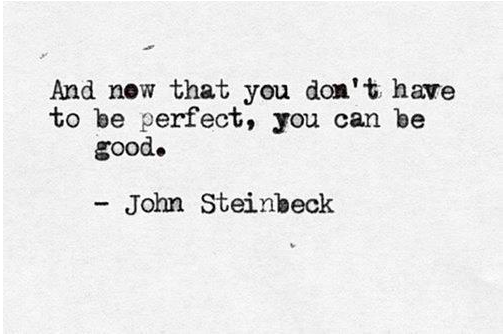 And now that you don't have
to be perfect, you can be
good.
- John Steinbeck